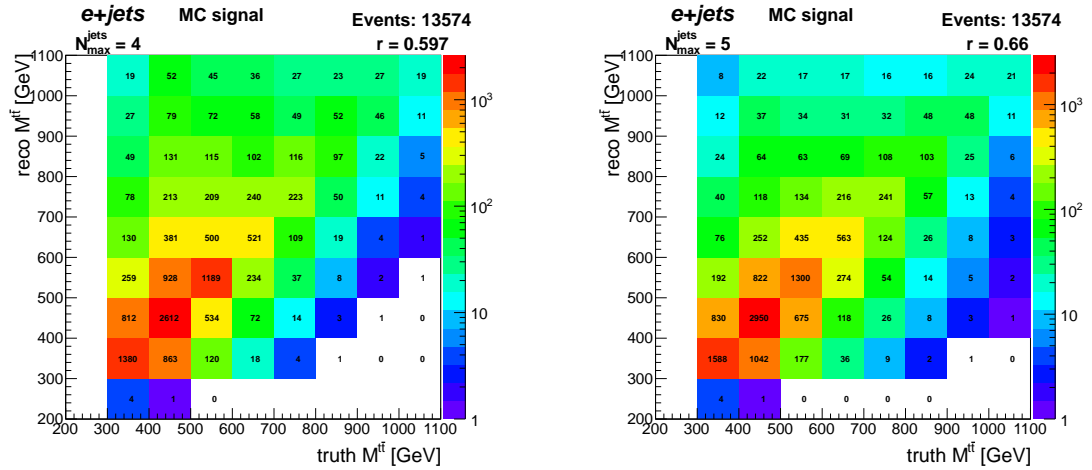 e+jets MC signal Events: 13574
N^jets_max = 4 r = 0.597
reco M^tt̄ [GeV]
1100
1000
900
800
700
600
500
400
300
200
19 52 45 36 27 23 27 19
27 79 72 58 49 52 46 11
49 131 115 102 116 97 22 5
78 213 209 240 223 50 11 4
130 381 500 521 109 19 4 1
259 928 1189 234 37 8 2 1
812 2612 534 72 14 3 1 0
1380 863 120 18 4 1 0 0
4 1 0
10^3
10^2
10
1
200 300 400 500 600 700 800 900 1000 1100
truth M^tt̄ [GeV]
e+jets MC signal Events: 13574
N^jets_max = 5 r = 0.66
reco M^tt̄ [GeV]
1100
1000
900
800
700
600
500
400
300
200
8 22 17 17 16 16 24 21
12 37 34 31 32 48 48 11
24 64 63 69 108 103 25 6
40 118 134 216 241 57 13 4
76 252 435 563 124 26 8 3
192 822 1300 274 54 14 5 2
830 2950 675 118 26 8 3 1
1588 1042 177 36 9 2 1 0
4 1 0 0 0 0
10^3
10^2
10
1
200 300 400 500 600 700 800 900 1000 1100
truth M^tt̄ [GeV]